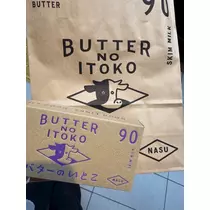 BUTTER
90
SKIM MILK
BUTTER
NO
ITOKO
NASU
BUTTER
NO
ITOKO
90
バターのいとこ
NASU